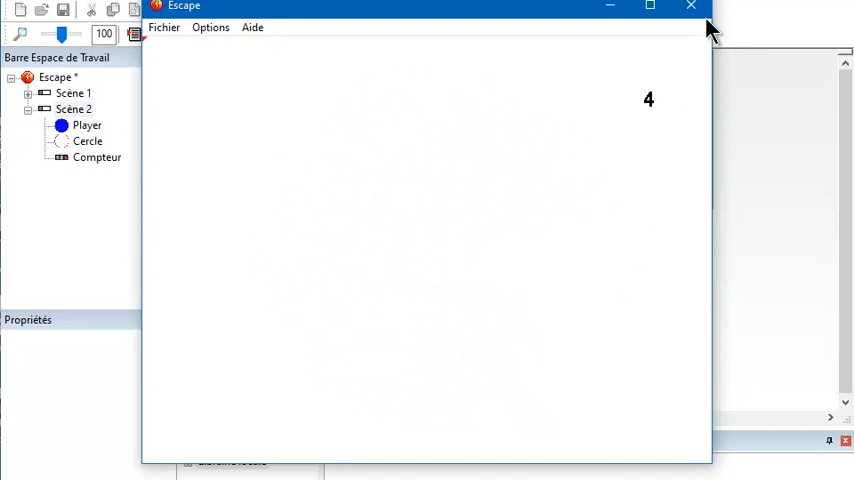 Escape
Fichier Options Aide
100
Barre Espace de Travail
Escape *
Scène 1
Scène 2
Player
Cercle
Compteur
4
Propriétés